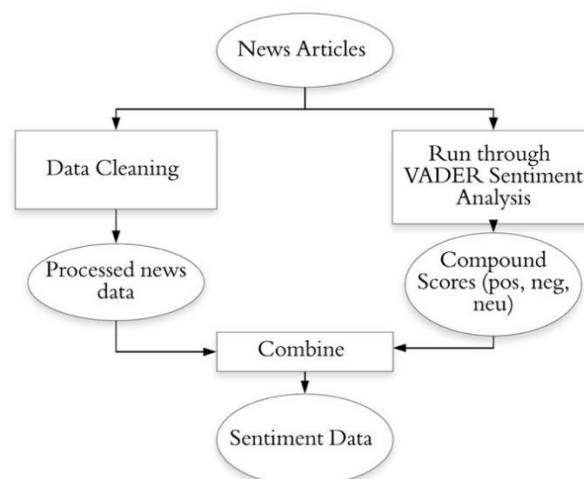 News Articles
Data Cleaning
Run through
VADER Sentiment
Analysis
Processed news
data
Compound
Scores (pos, neg,
neu)
Combine
Sentiment Data